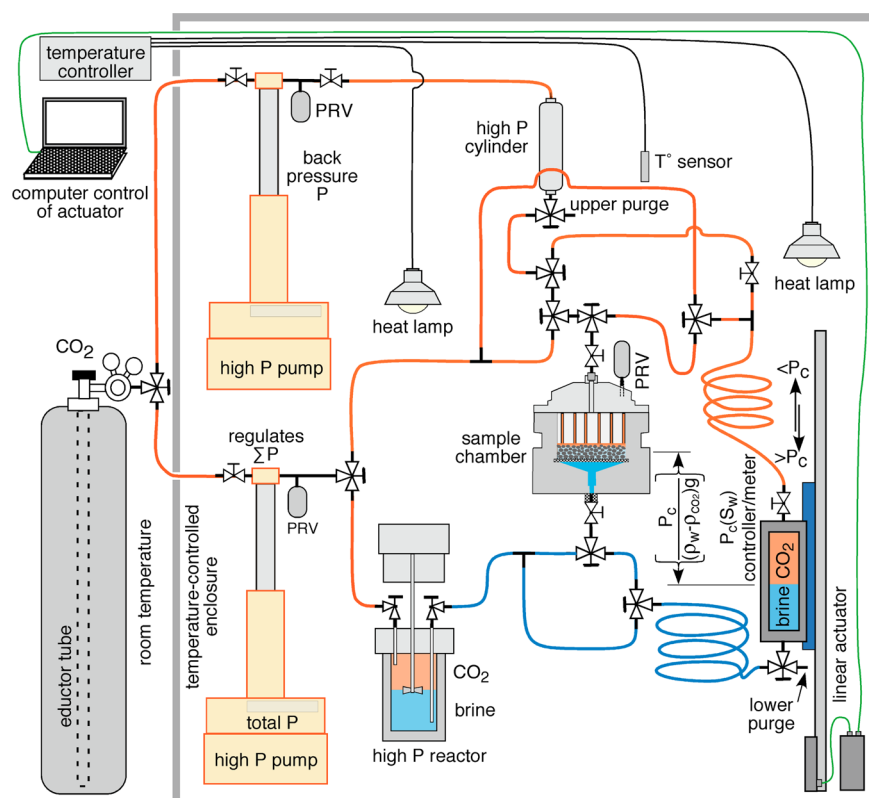 temperature
controller
computer control
of actuator
PRV
back
pressure
P
high P
cylinder
T° sensor
upper purge
heat lamp
heat lamp
high P pump
CO2
regulates
ΣP
PRV
PRV
sample
chamber
<Pc
>Pc
Pc
(ρw-ρCO2)g
Pc(Sw)
controller/meter
CO2
brine
linear actuator
lower
purge
eductor tube
room temperature
temperature-controlled
enclosure
total P
high P pump
CO2
brine
high P reactor